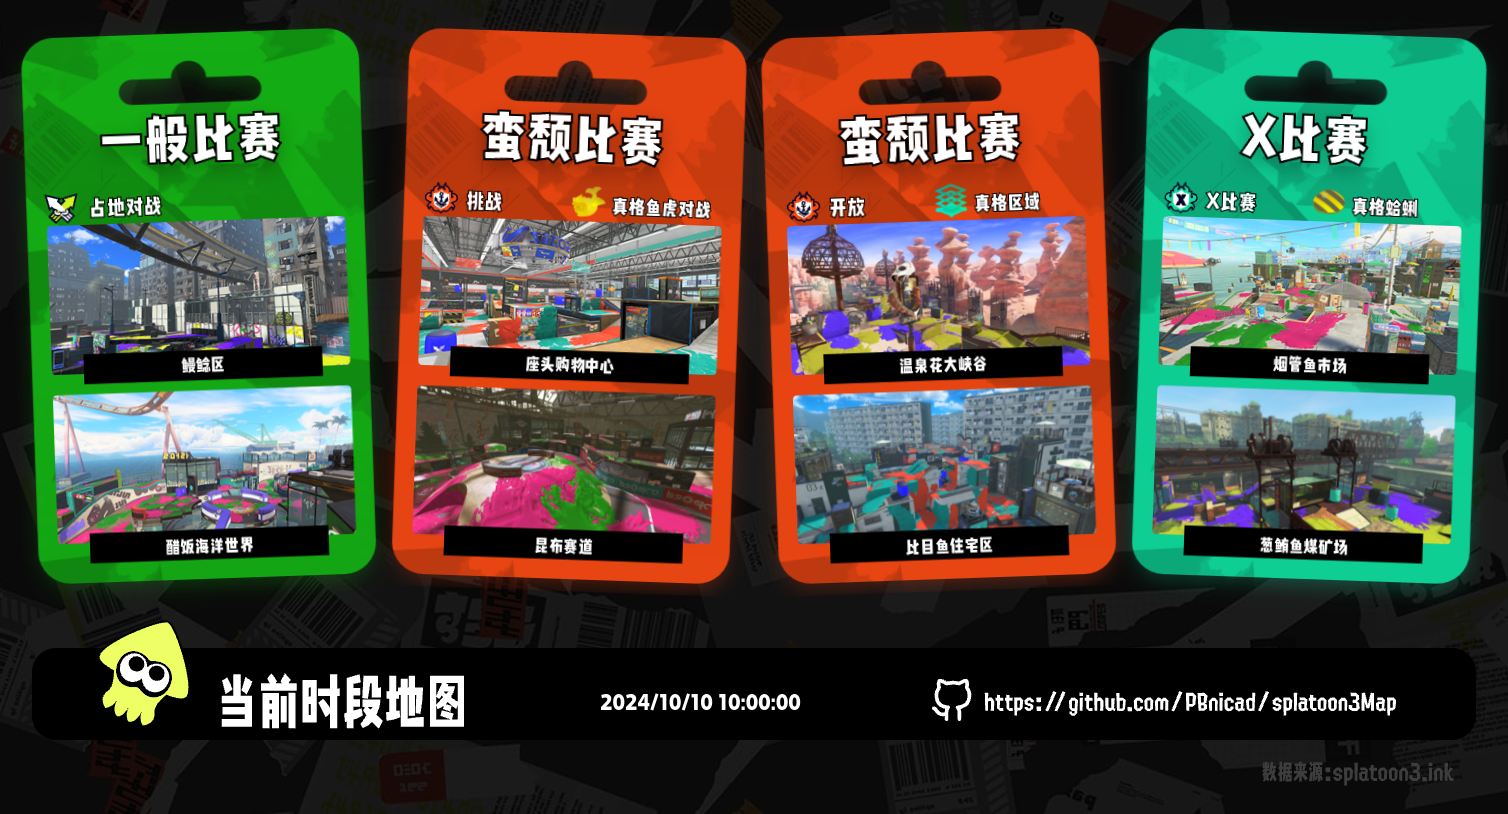 一般比赛
占地对战
鳗鲶区
醋饭海洋世界
蛮颓比赛
挑战
真格鱼虎对战
座头购物中心
昆布赛道
蛮颓比赛
开放
真格区域
温泉花大峡谷
比目鱼住宅区
X比赛
X比赛
真格蛤蜊
烟管鱼市场
葱鲔鱼煤矿场
当前时段地图
2024/10/10 10:00:00
https://github.com/PBnicad/splatoon3Map
数据来源:splatoon3.ink